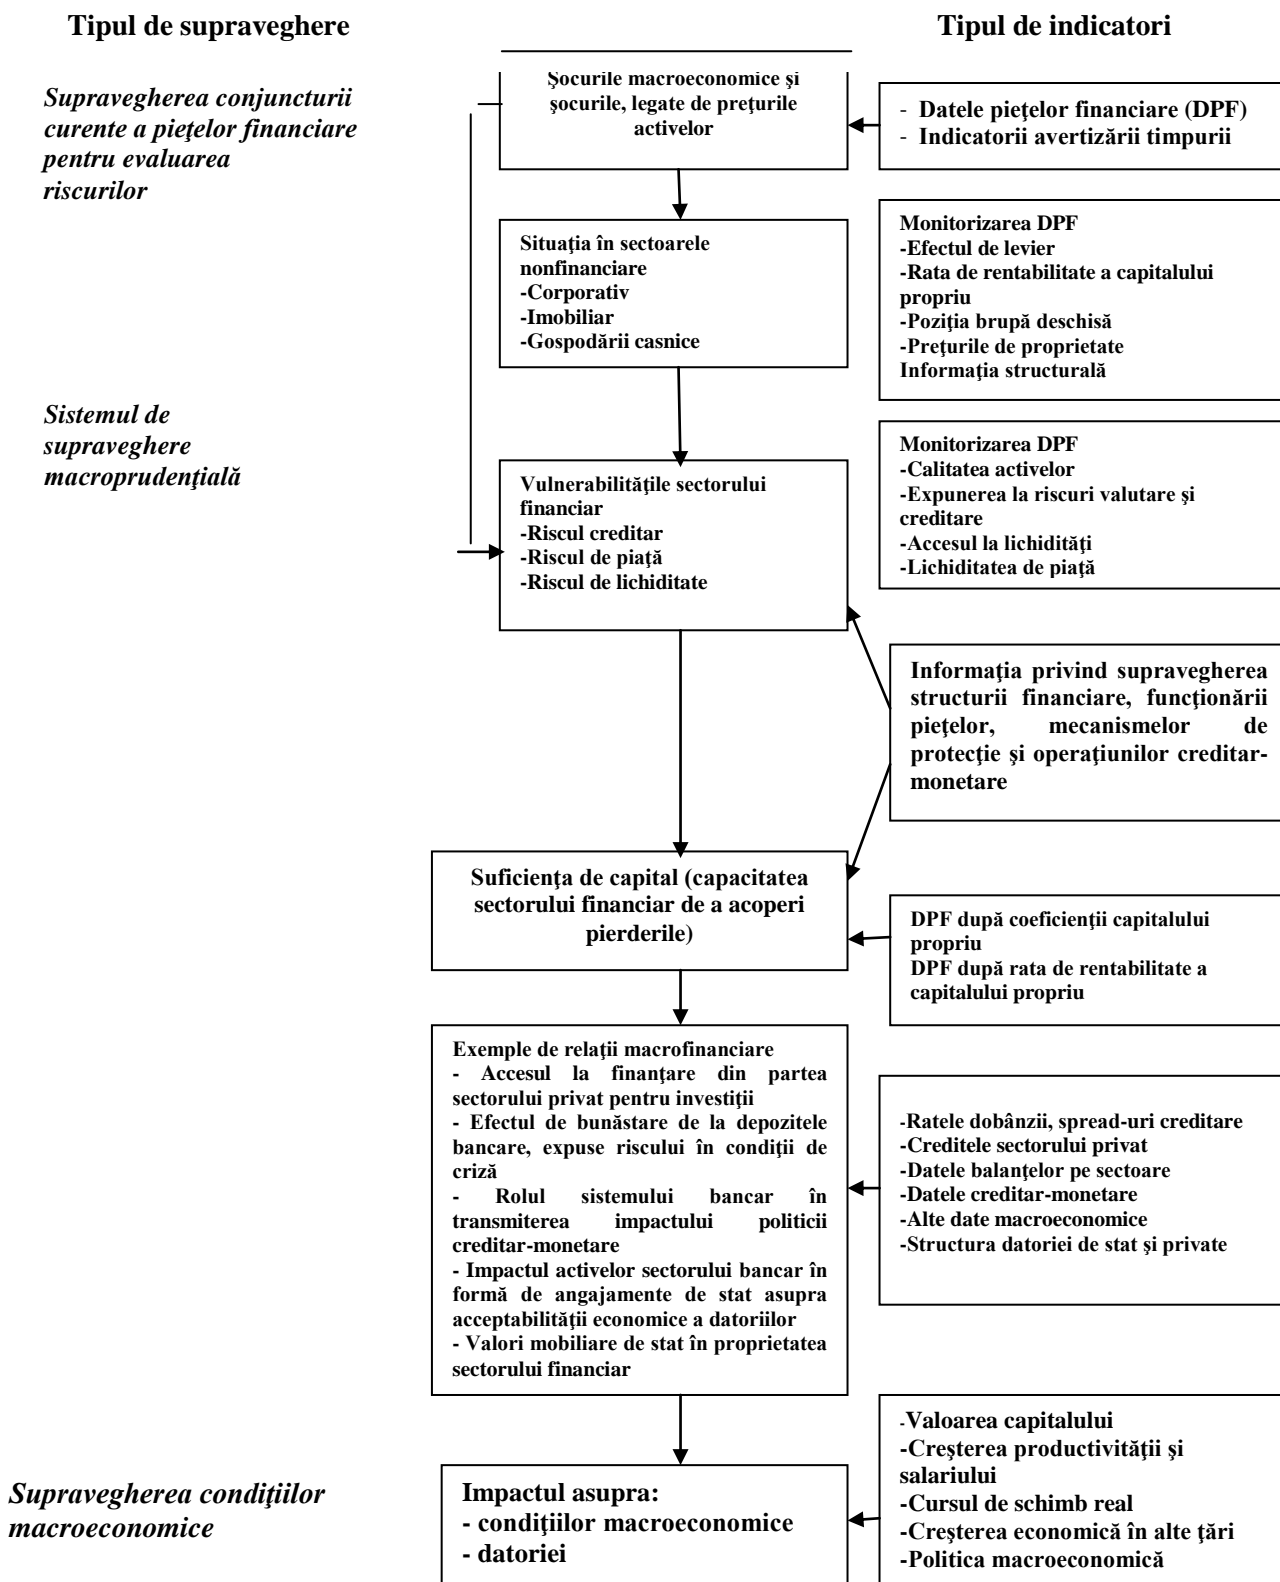 Tipul de supraveghere
Tipul de indicatori
Supravegherea conjuncturii
curente a pieţelor financiare
pentru evaluarea
riscurilor
Şocurile macroeconomice şi
şocurile, legate de preţurile
activelor
- Datele pieţelor financiare (DPF)
- Indicatorii avertizării timpurii
Situaţia în sectoarele
nonfinanciare
-Corporativ
-Imobiliar
-Gospodării casnice
Monitorizarea DPF
-Efectul de levier
-Rata de rentabilitate a capitalului
propriu
-Poziţia brupă deschisă
-Preţurile de proprietate
Informaţia structurală
Sistemul de
supraveghere
macroprudenţială
Vulnerabilităţile sectorului
financiar
-Riscul creditar
-Riscul de piaţă
-Riscul de lichiditate
Monitorizarea DPF
-Calitatea activelor
-Expunerea la riscuri valutare şi
creditare
-Accesul la lichidităţi
-Lichiditatea de piaţă
Informaţia privind supravegherea
structurii financiare, funcţionării
pieţelor, mecanismelor de
protecţie şi operaţiunilor creditar-
monetare
Suficienţa de capital (capacitatea
sectorului financiar de a acoperi
pierderile)
DPF după coeficienţii capitalului
propriu
DPF după rata de rentabilitate a
capitalului propriu
Exemple de relaţii macrofinanciare
- Accesul la finanţare din partea
sectorului privat pentru investiţii
- Efectul de bunăstare de la depozitele
bancare, expuse riscului în condiţii de
criză
- Rolul sistemului bancar în
transmiterea impactului politicii
creditar-monetare
- Impactul activelor sectorului bancar în
formă de angajamente de stat asupra
acceptabilităţii economice a datoriilor
- Valori mobiliare de stat în proprietatea
sectorului financiar
-Ratele dobânzii, spread-uri creditare
-Creditele sectorului privat
-Datele balanţelor pe sectoare
-Datele creditar-monetare
-Alte date macroeconomice
-Structura datoriei de stat şi private
Supravegherea condiţiilor
macroeconomice
Impactul asupra:
- condiţiilor macroeconomice
- datoriei
-Valoarea capitalului
-Creşterea productivităţii şi
salariului
-Cursul de schimb real
-Creşterea economică în alte ţări
-Politica macroeconomică